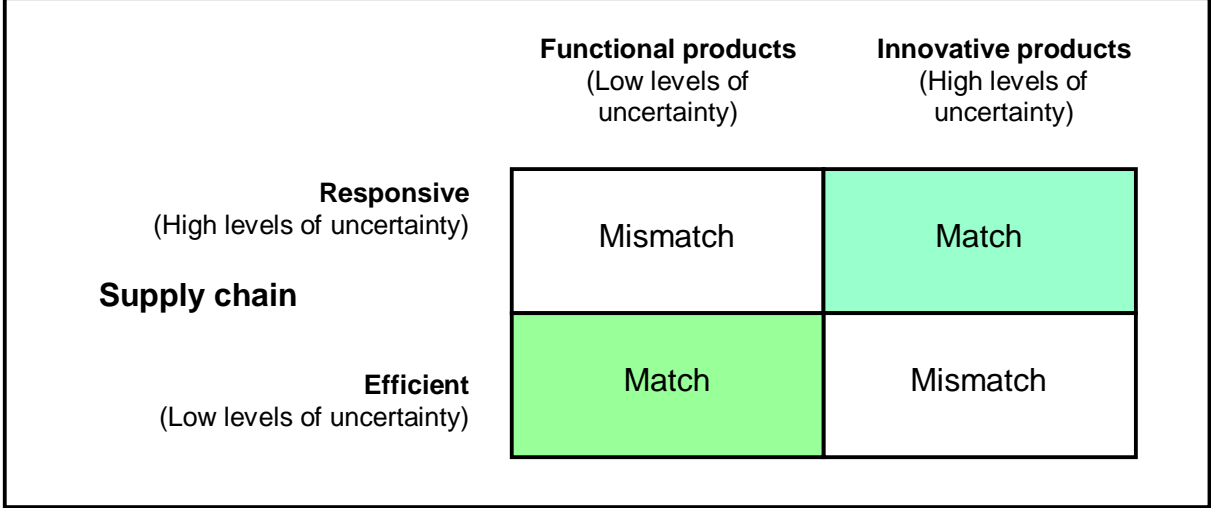 Functional products
(Low levels of
uncertainty)
Innovative products
(High levels of
uncertainty)
Responsive
(High levels of uncertainty)
Mismatch
Match
Supply chain
Efficient
(Low levels of uncertainty)
Match
Mismatch